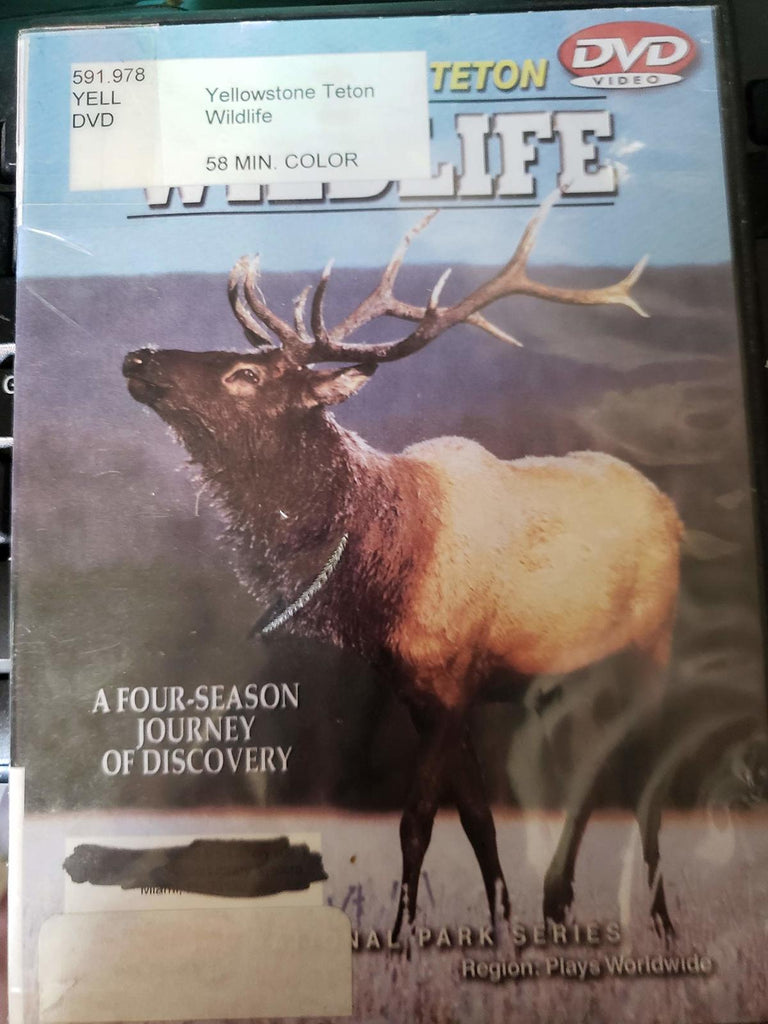 591.978
YELL
DVD
Yellowstone Teton
Wildlife
58 MIN. COLOR
TETON
DVD
VIDEO
WILDLIFE
A FOUR-SEASON
JOURNEY
OF DISCOVERY
PARK SERIES
Region: Plays Worldwide
G